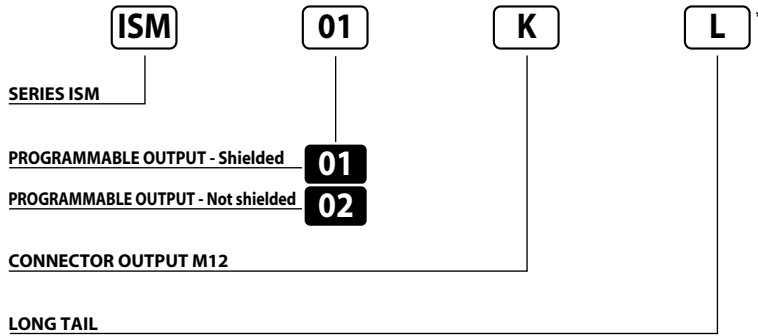 ISM 01 K L *
SERIES ISM
PROGRAMMABLE OUTPUT - Shielded 01
PROGRAMMABLE OUTPUT - Not shielded 02
CONNECTOR OUTPUT M12
LONG TAIL